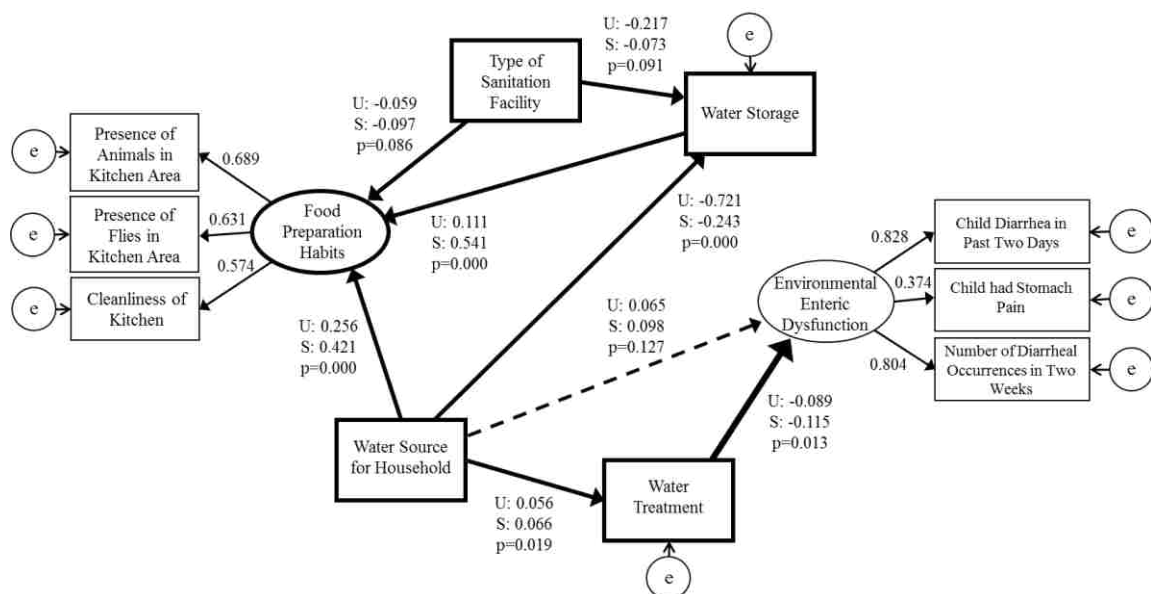 U: -0.217
S: -0.073
p=0.091
e
Type of
Sanitation
Facility
Water Storage
U: -0.059
S: -0.097
p=0.086
e
Presence of
Animals in
Kitchen Area
0.689
e
Presence of
Flies in
Kitchen Area
0.631
e
Cleanliness of
Kitchen
0.574
Food
Preparation
Habits
U: 0.111
S: 0.541
p=0.000
U: -0.721
S: -0.243
p=0.000
Child Diarrhea in
Past Two Days
e
0.828
Environmental
Enteric
Dysfunction
0.374
Child had Stomach
Pain
e
0.804
Number of Diarrheal
Occurrences in Two
Weeks
e
U: 0.256
S: 0.421
p=0.000
U: 0.065
S: 0.098
p=0.127
U: -0.089
S: -0.115
p=0.013
Water Source
for Household
U: 0.056
S: 0.066
p=0.019
Water
Treatment
e